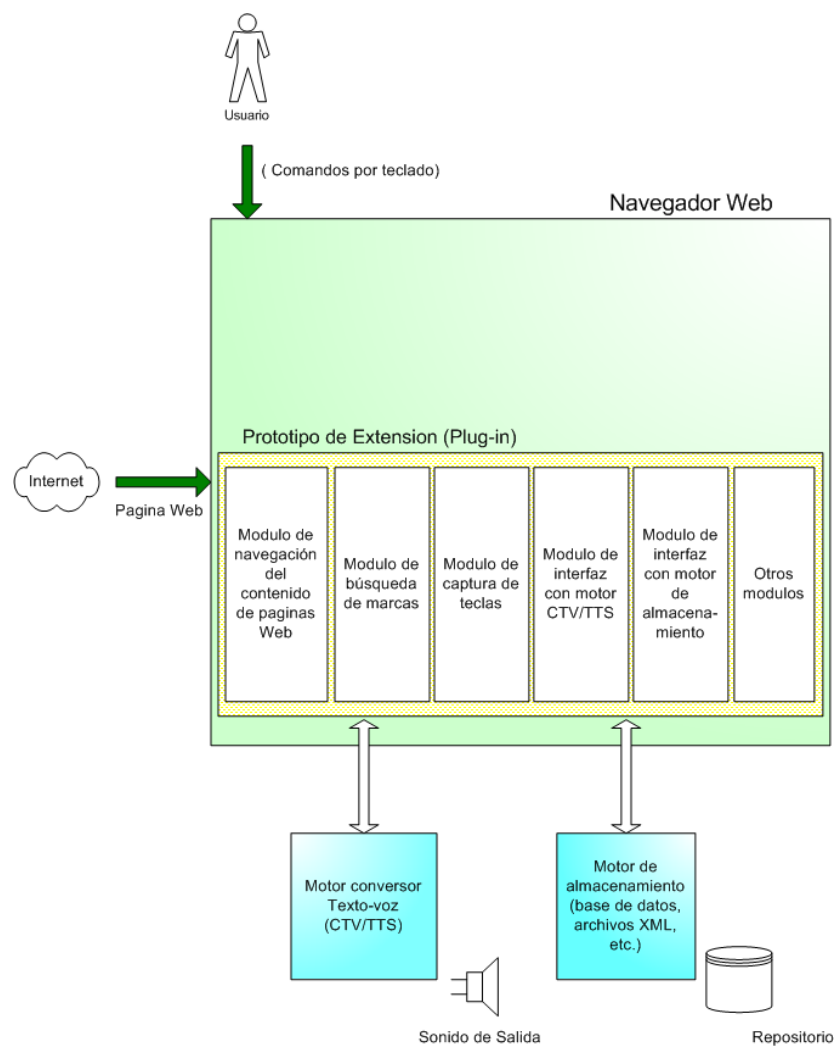 Usuario
( Comandos por teclado)
Navegador Web
Prototipo de Extension (Plug-in)
Internet
Pagina Web
Modulo de
navegación
del
contenido
de paginas
Web
Modulo de
búsqueda
de marcas
Modulo de
captura de
teclas
Modulo de
interfaz
con motor
CTV/TTS
Modulo de
interfaz
con motor
de
almacena-
miento
Otros
modulos
Motor conversor
Texto-voz
(CTV/TTS)
Motor de
almacenamiento
(base de datos,
archivos XML,
etc.)
Sonido de Salida
Repositorio